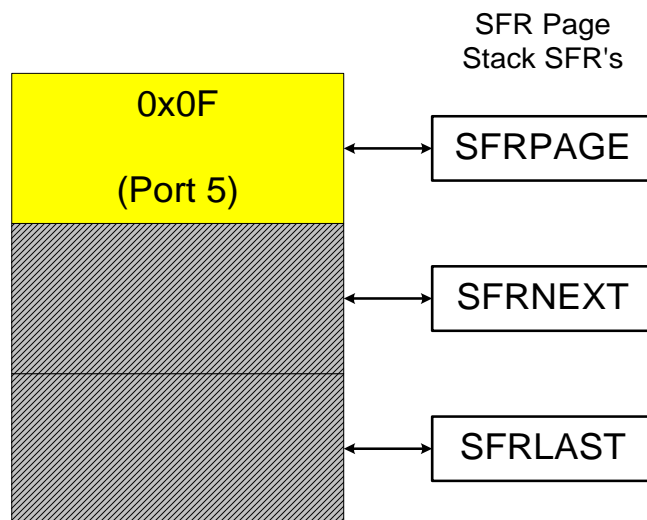 SFR Page
Stack SFR's
0x0F
(Port 5)
SFRPAGE
SFRNEXT
SFRLAST